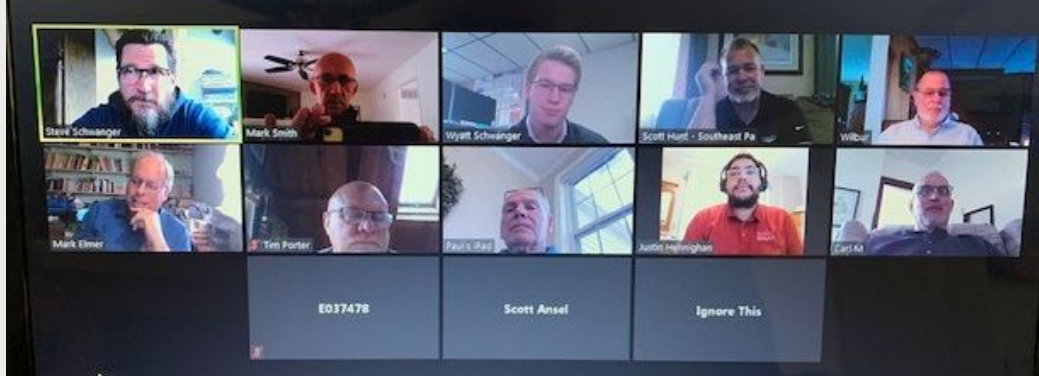 Steve Schwanger
Mark Smith
Wyatt Schwanger
Scott Hunt - Southeast Pa
Wilbur
Mark Elmer
Tim Porter
Paul's iPad
Justin Hennighan
Carl M
E037478
Scott Ansel
Ignore This